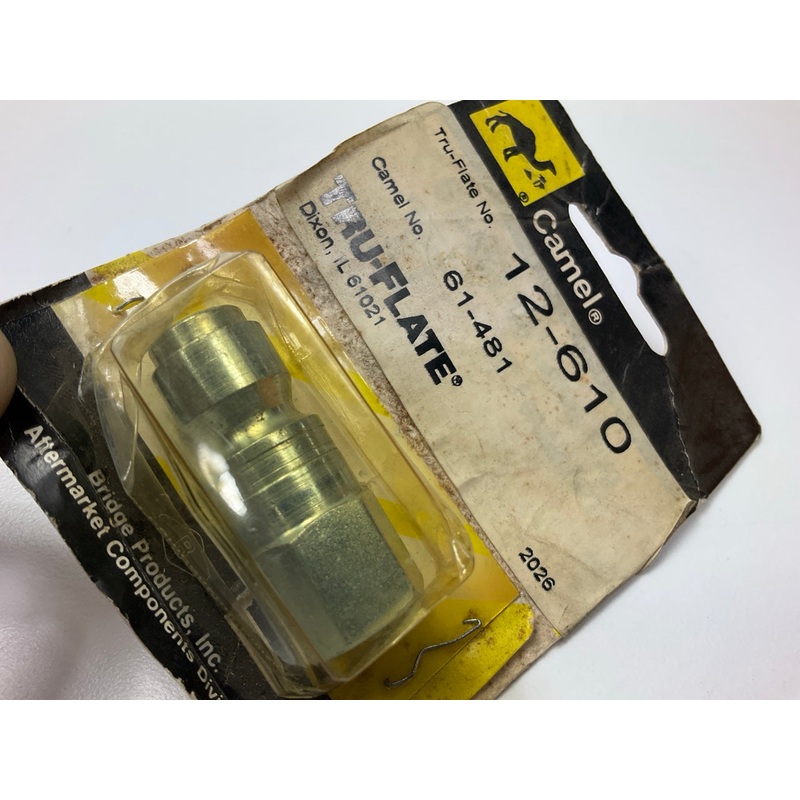 Camel®
Tru-Flate No. 12-610
Camel No. 61-481
TRU-FLATE®
Dixon, IL 61021
2026
Bridge Products, Inc.
Aftermarket Components